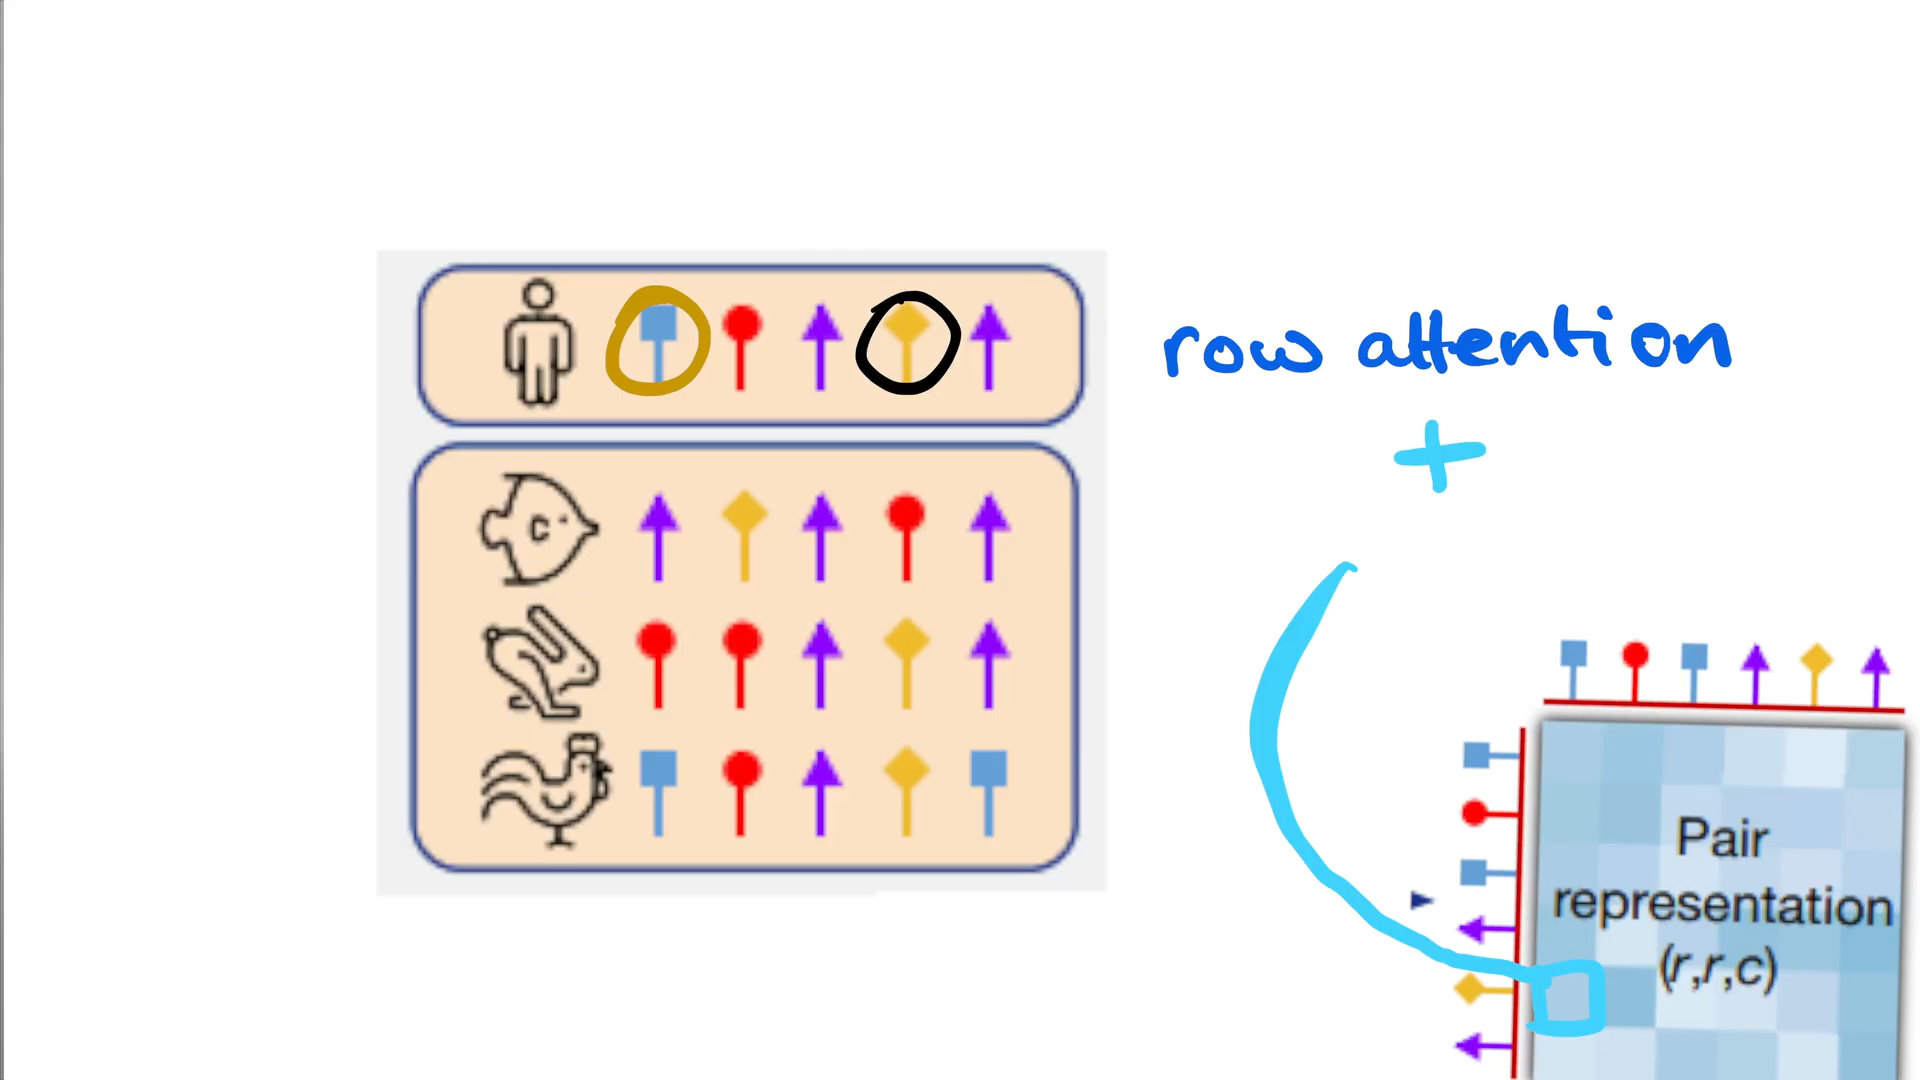 row attention
+
Pair
representation
(r,r,c)